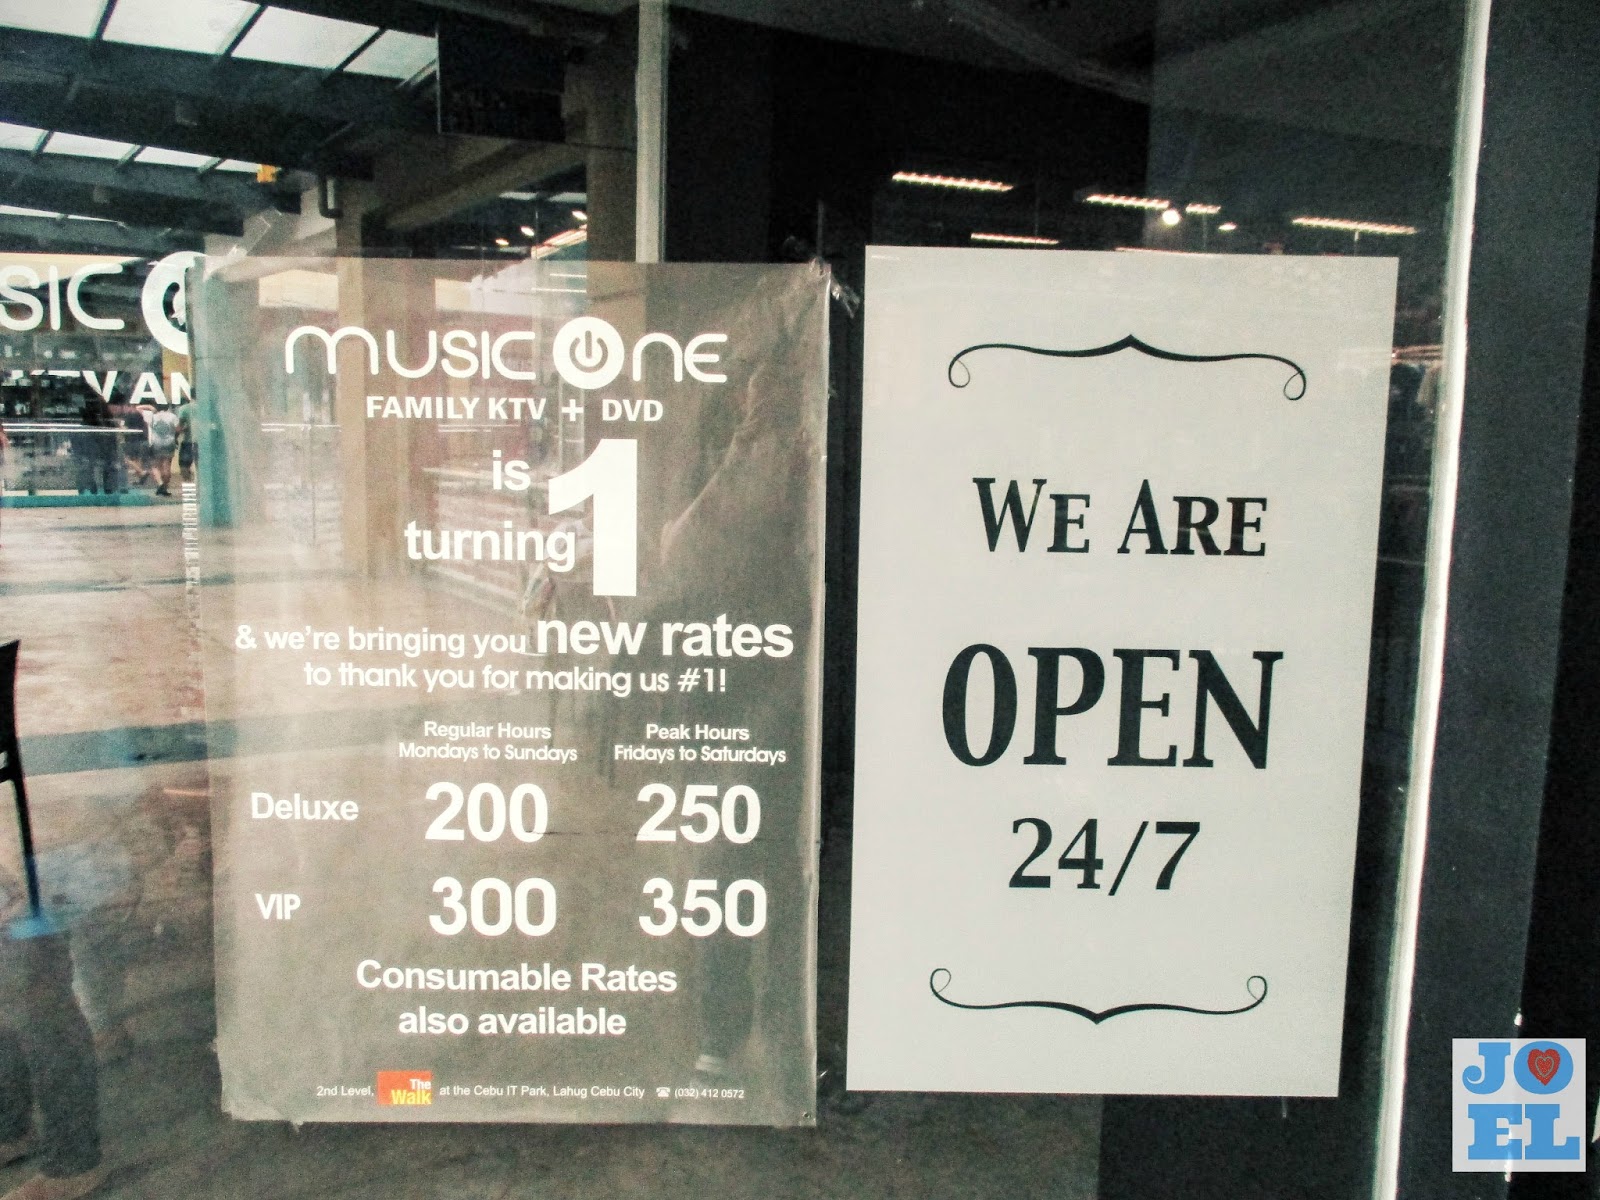 MUSIC ONE
FAMILY KTV + DVD
is
turning 1
& we're bringing you new rates
to thank you for making us #1!
Regular Hours Peak Hours
Mondays to Sundays Fridays to Saturdays
Deluxe 200 250
VIP 300 350
Consumable Rates
also available
2nd Level, The Walk at the Cebu IT Park, Lahug Cebu City ☎ (032) 412 0572
WE ARE
OPEN
24/7
SIC
KTV AN
JO
EL